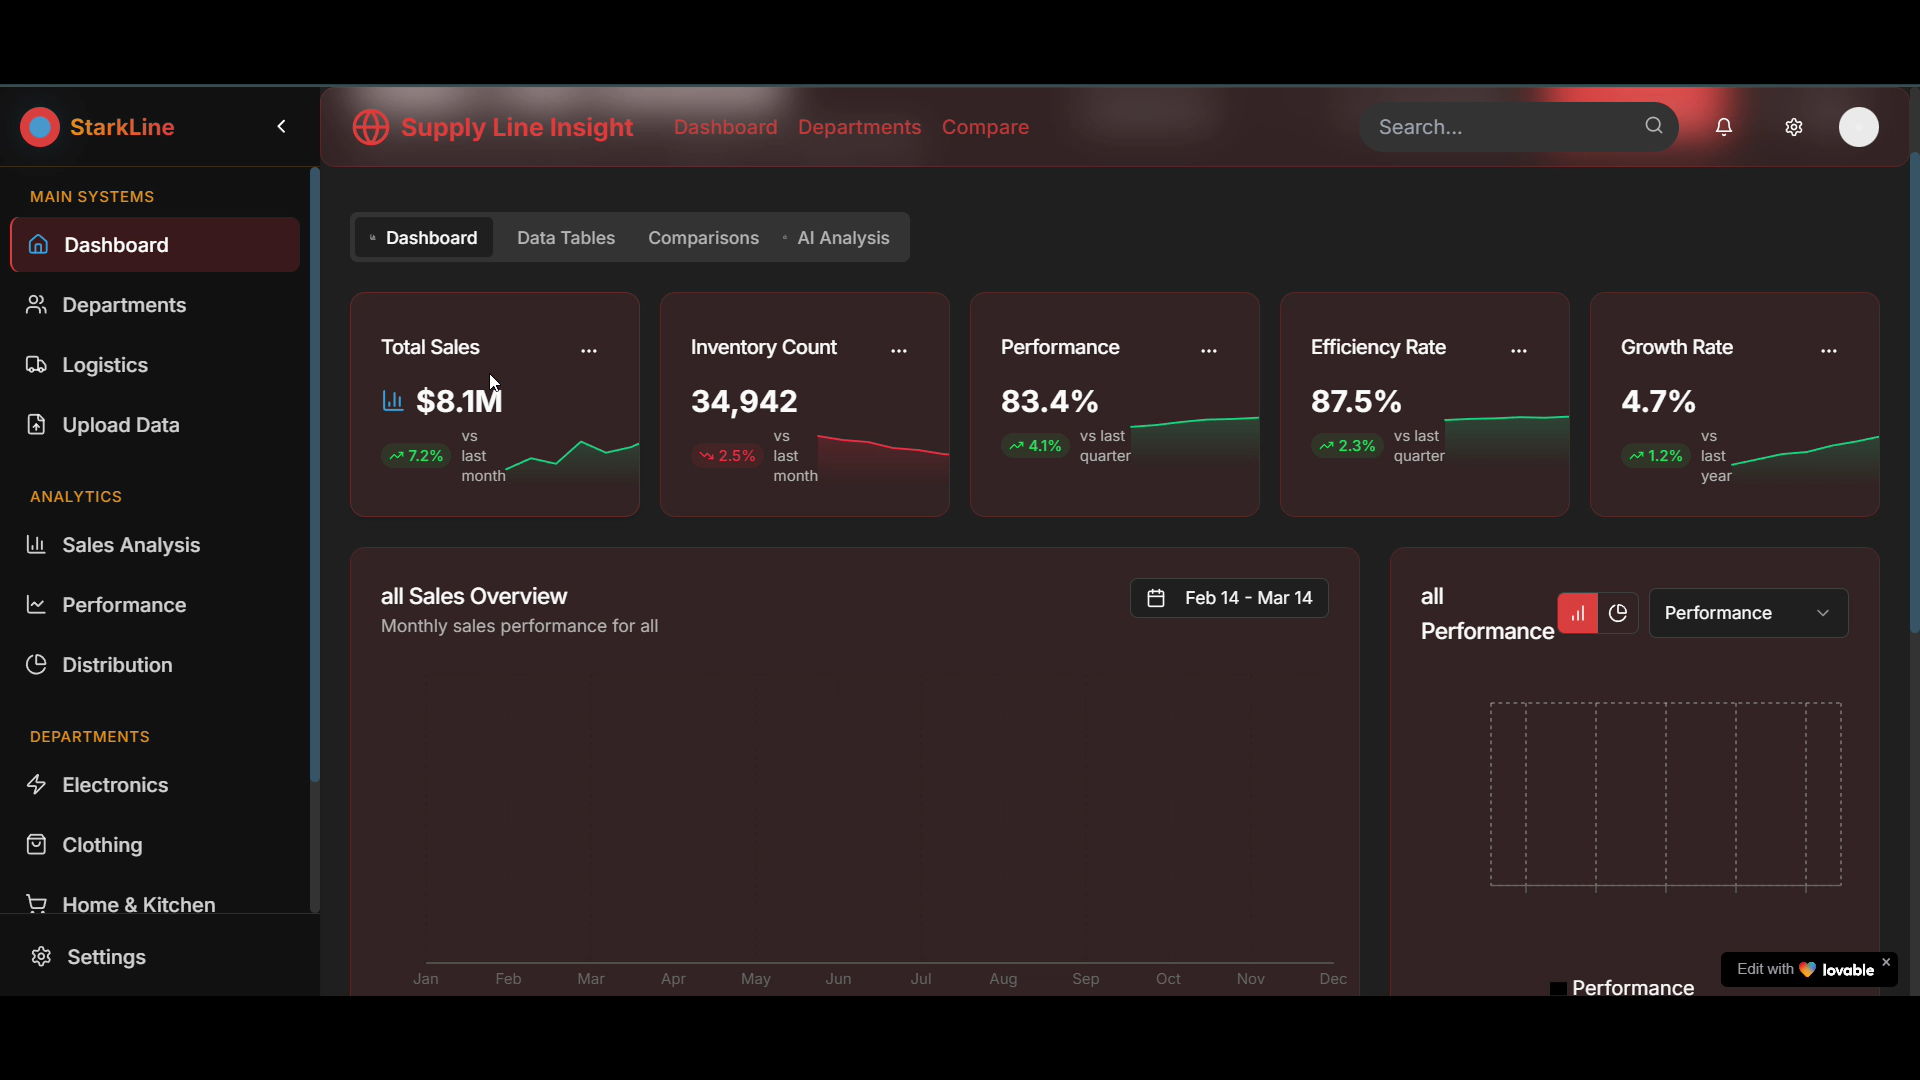 StarkLine
MAIN SYSTEMS
Dashboard
Departments
Logistics
Upload Data
ANALYTICS
Sales Analysis
Performance
Distribution
DEPARTMENTS
Electronics
Clothing
Home & Kitchen
Settings
Supply Line Insight Dashboard Departments Compare Search...
Dashboard Data Tables Comparisons AI Analysis
Total Sales ...
$8.1M
7.2%
vs
last
month
Inventory Count ...
34,942
2.5%
vs
last
month
Performance ...
83.4%
4.1%
vs last
quarter
Efficiency Rate ...
87.5%
2.3%
vs last
quarter
Growth Rate ...
4.7%
1.2%
vs
last
year
all Sales Overview
Monthly sales performance for all
Feb 14 - Mar 14
Jan Feb Mar Apr May Jun Jul Aug Sep Oct Nov Dec
all
Performance
Performance
Performance
Edit with lovable ×